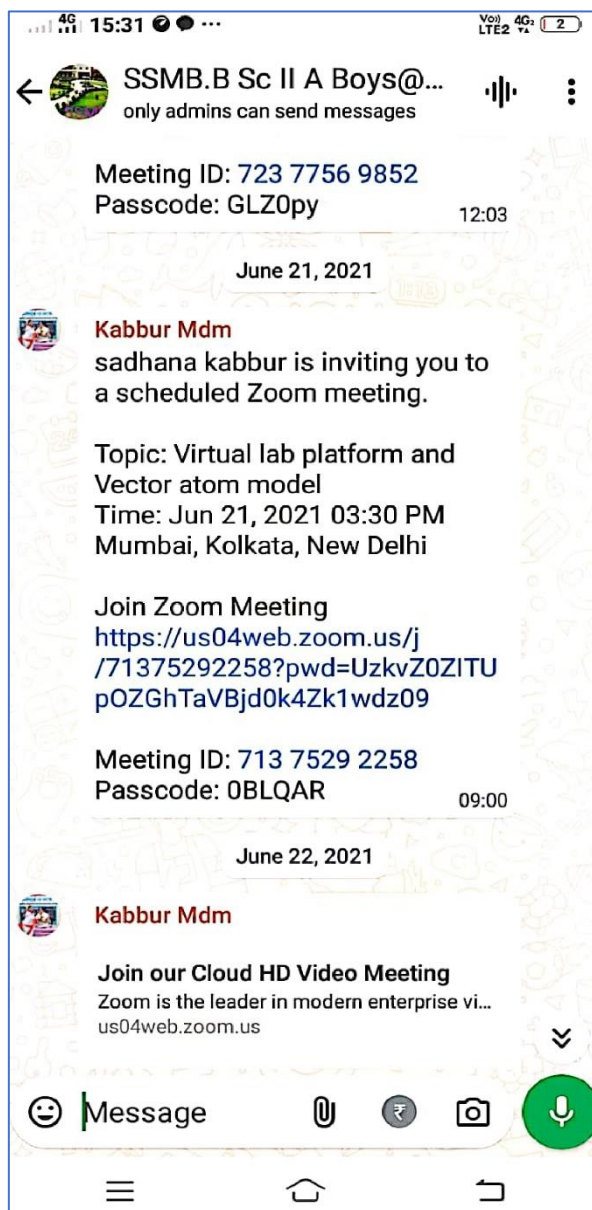 4G 15:31 ...
Vo)) LTE2 4G2 2
SSMB.B Sc II A Boys@...
only admins can send messages
Meeting ID: 723 7756 9852
Passcode: GLZ0py
12:03
June 21, 2021
Kabbur Mdm
sadhana kabbur is inviting you to
a scheduled Zoom meeting.
Topic: Virtual lab platform and
Vector atom model
Time: Jun 21, 2021 03:30 PM
Mumbai, Kolkata, New Delhi
Join Zoom Meeting
https://us04web.zoom.us/j
/71375292258?pwd=UzkvZ0ZITU
pOZGhTaVBjd0k4Zk1wdz09
Meeting ID: 713 7529 2258
Passcode: 0BLQAR
09:00
June 22, 2021
Kabbur Mdm
Join our Cloud HD Video Meeting
Zoom is the leader in modern enterprise vi...
us04web.zoom.us
Message
₹